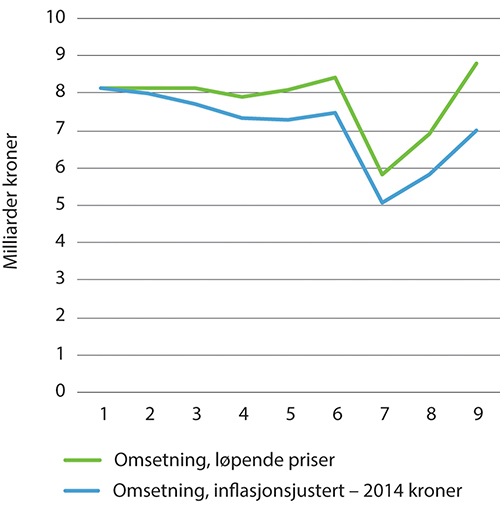 10
9
8
7
6
5
4
3
2
1
0
Milliarder kroner
1 2 3 4 5 6 7 8 9
Omsetning, løpende priser
Omsetning, inflasjonsjustert – 2014 kroner